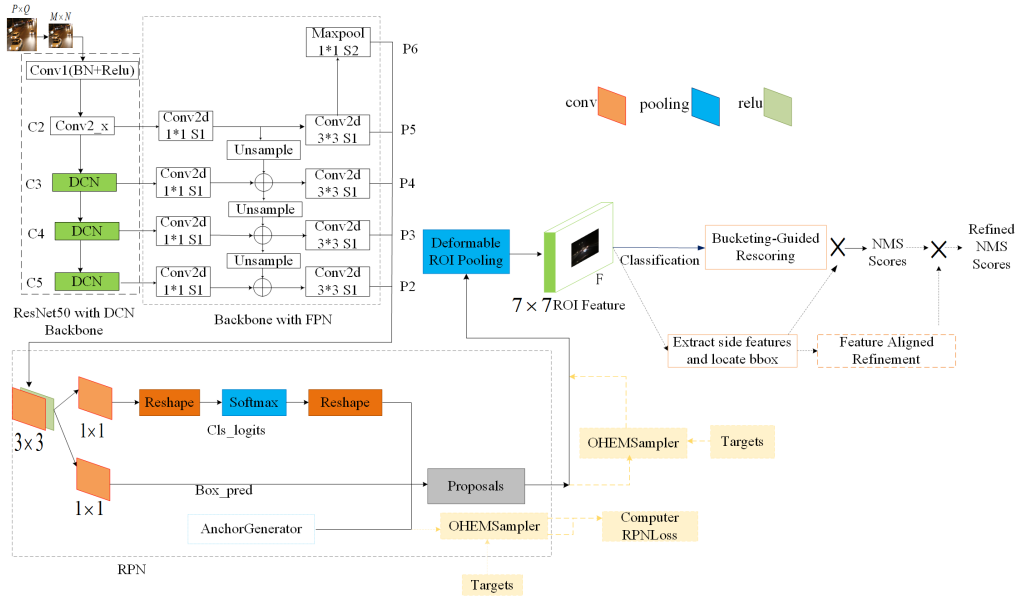 P×Q
M×N
Conv1(BN+Relu)
C2
Conv2_x
C3
DCN
C4
DCN
C5
DCN
ResNet50 with DCN
Backbone
Conv2d
1*1 S1
Conv2d
1*1 S1
Conv2d
1*1 S1
Conv2d
1*1 S1
Unsample
Unsample
Unsample
Maxpool
1*1 S2
Conv2d
3*3 S1
Conv2d
3*3 S1
Conv2d
3*3 S1
Conv2d
3*3 S1
Backbone with FPN
P6
P5
P4
P3
P2
conv
pooling
relu
Deformable
ROI Pooling
F
7×7 ROI Feature
Classification
Bucketing-Guided
Rescoring
NMS
Scores
Refined
NMS
Scores
Extract side features
and locate bbox
Feature Aligned
Refinement
3×3
1×1
1×1
Reshape
Softmax
Reshape
Cls_logits
Box_pred
Proposals
AnchorGenerator
OHEMSampler
Targets
OHEMSampler
Computer
RPNLoss
Targets
RPN